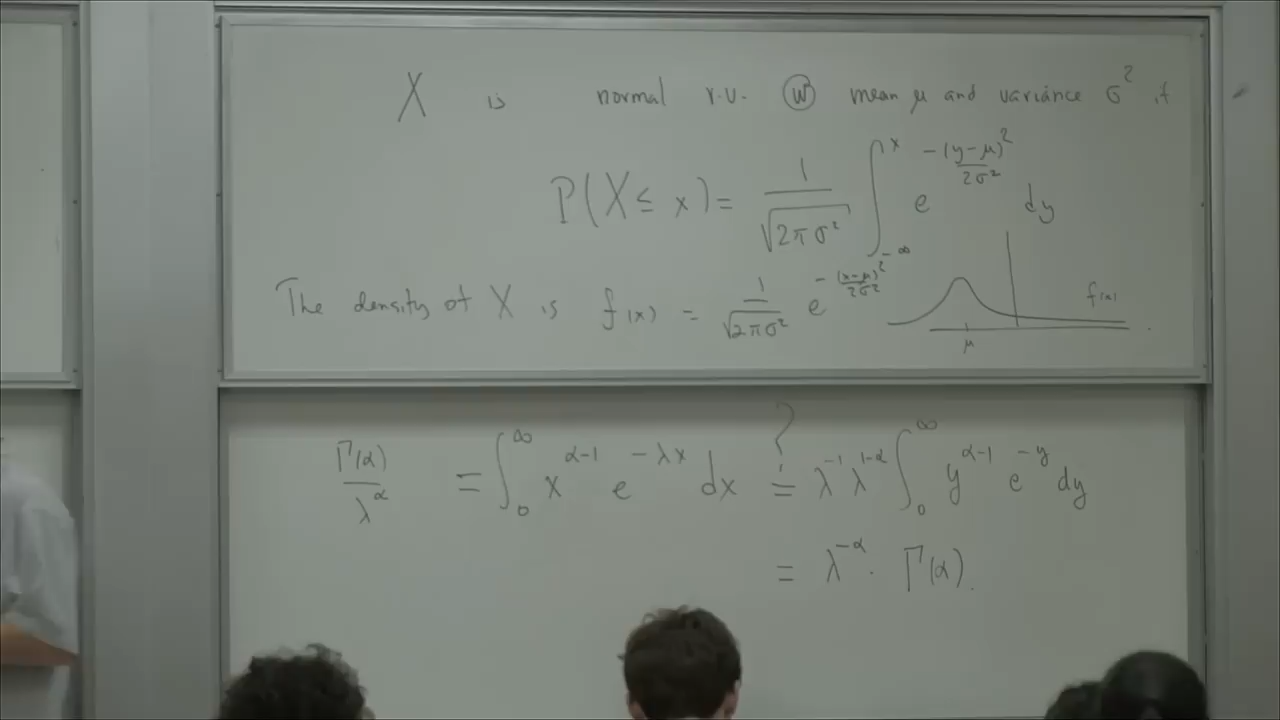 X is normal r.v. ⓦ mean μ and variance σ² if
P(X ≤ x) = 1/√(2πσ²) ∫_{-∞}^{x} e^{-(y-μ)²/2σ²} dy
The density of X is f(x) = 1/√(2πσ²) e^{-(x-μ)²/2σ²}
f(x)
μ
Γ(α)/λ^α = ∫_0^∞ x^{α-1} e^{-λx} dx =? λ^{-1} λ^{1-α} ∫_0^∞ y^{α-1} e^{-y} dy
= λ^{-α} · Γ(α).